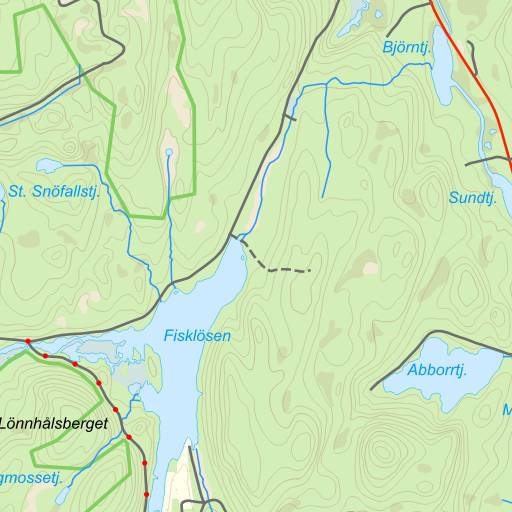 Björntj.
St. Snöfallstj.
Sundtj.
Fisklösen
Abborrtj.
Lönnhålsberget
gmossetj.
M